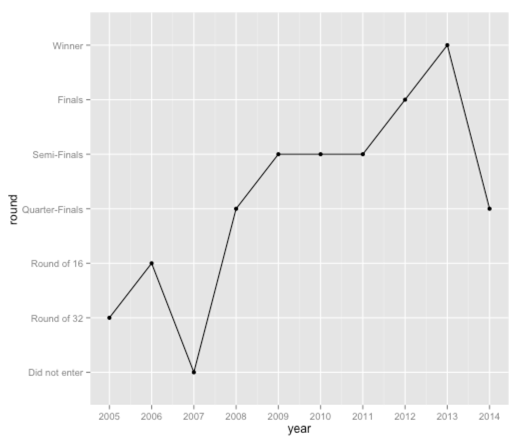 Winner
Finals
Semi-Finals
Quarter-Finals
Round of 16
Round of 32
Did not enter
round
2005 2006 2007 2008 2009 2010 2011 2012 2013 2014
year